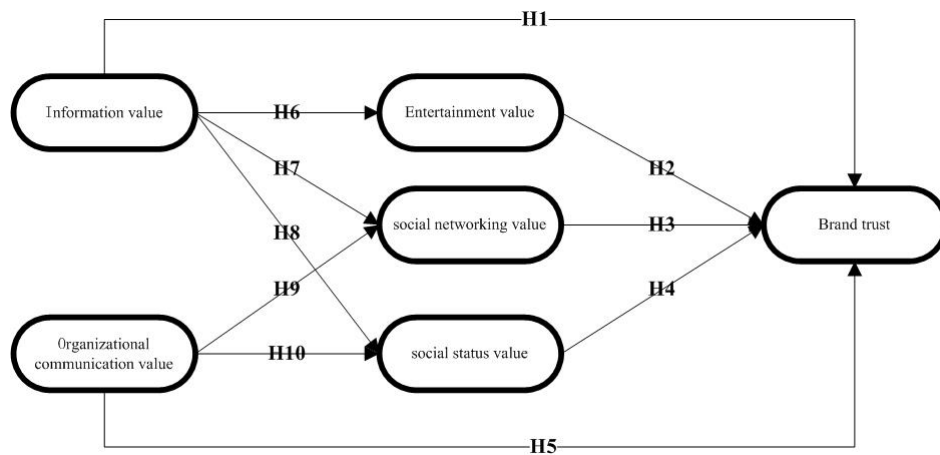 H1
Information value
H6
Entertainment value
H7
H2
H8
social networking value
H3
Brand trust
H9
H4
Organizational
communication value
H10
social status value
H5